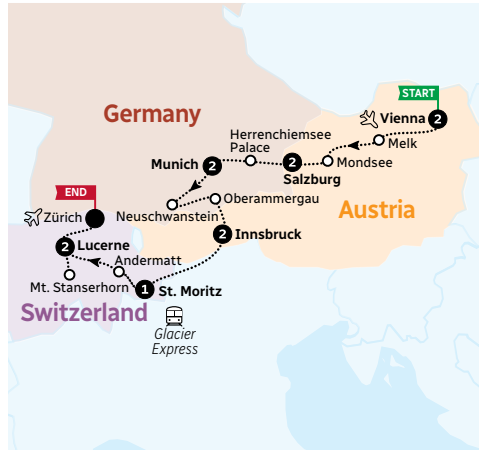 START
Germany
Vienna 2
Herrenchiemsee
Palace
Melk
Munich 2
2
Mondsee
Salzburg
Oberammergau
END
Neuschwanstein
Austria
Zürich
2 Innsbruck
2 Lucerne
Andermatt
Mt. Stanserhorn
1 St. Moritz
Switzerland
Glacier
Express